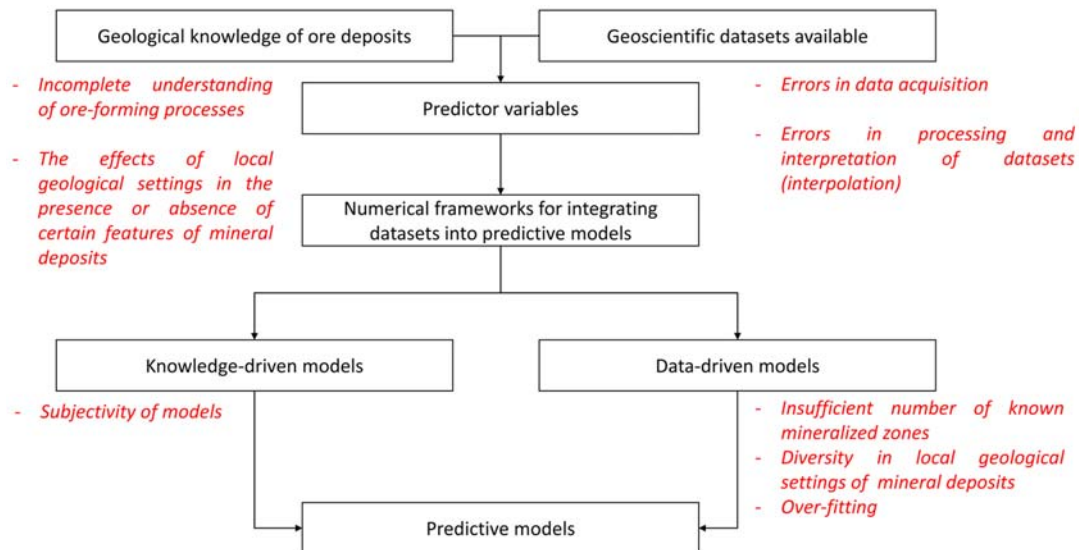 Geological knowledge of ore deposits
Geoscientific datasets available
- Incomplete understanding
of ore-forming processes
- The effects of local
geological settings in the
presence or absence of
certain features of mineral
deposits
Predictor variables
- Errors in data acquisition
- Errors in processing and
interpretation of datasets
(interpolation)
Numerical frameworks for integrating
datasets into predictive models
Knowledge-driven models
Data-driven models
- Subjectivity of models
- Insufficient number of known
mineralized zones
- Diversity in local geological
settings of mineral deposits
- Over-fitting
Predictive models